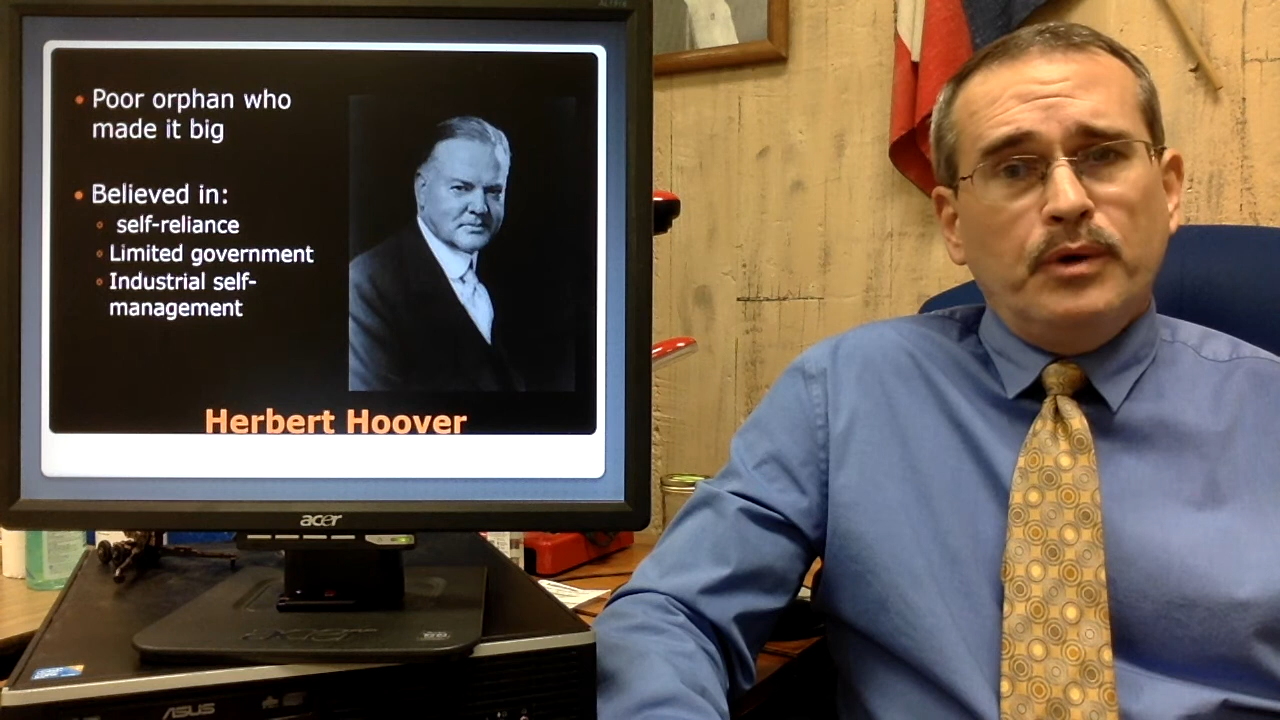 Poor orphan who
made it big
Believed in:
self-reliance
Limited government
Industrial self-
management
Herbert Hoover
acer
acer
ASUS